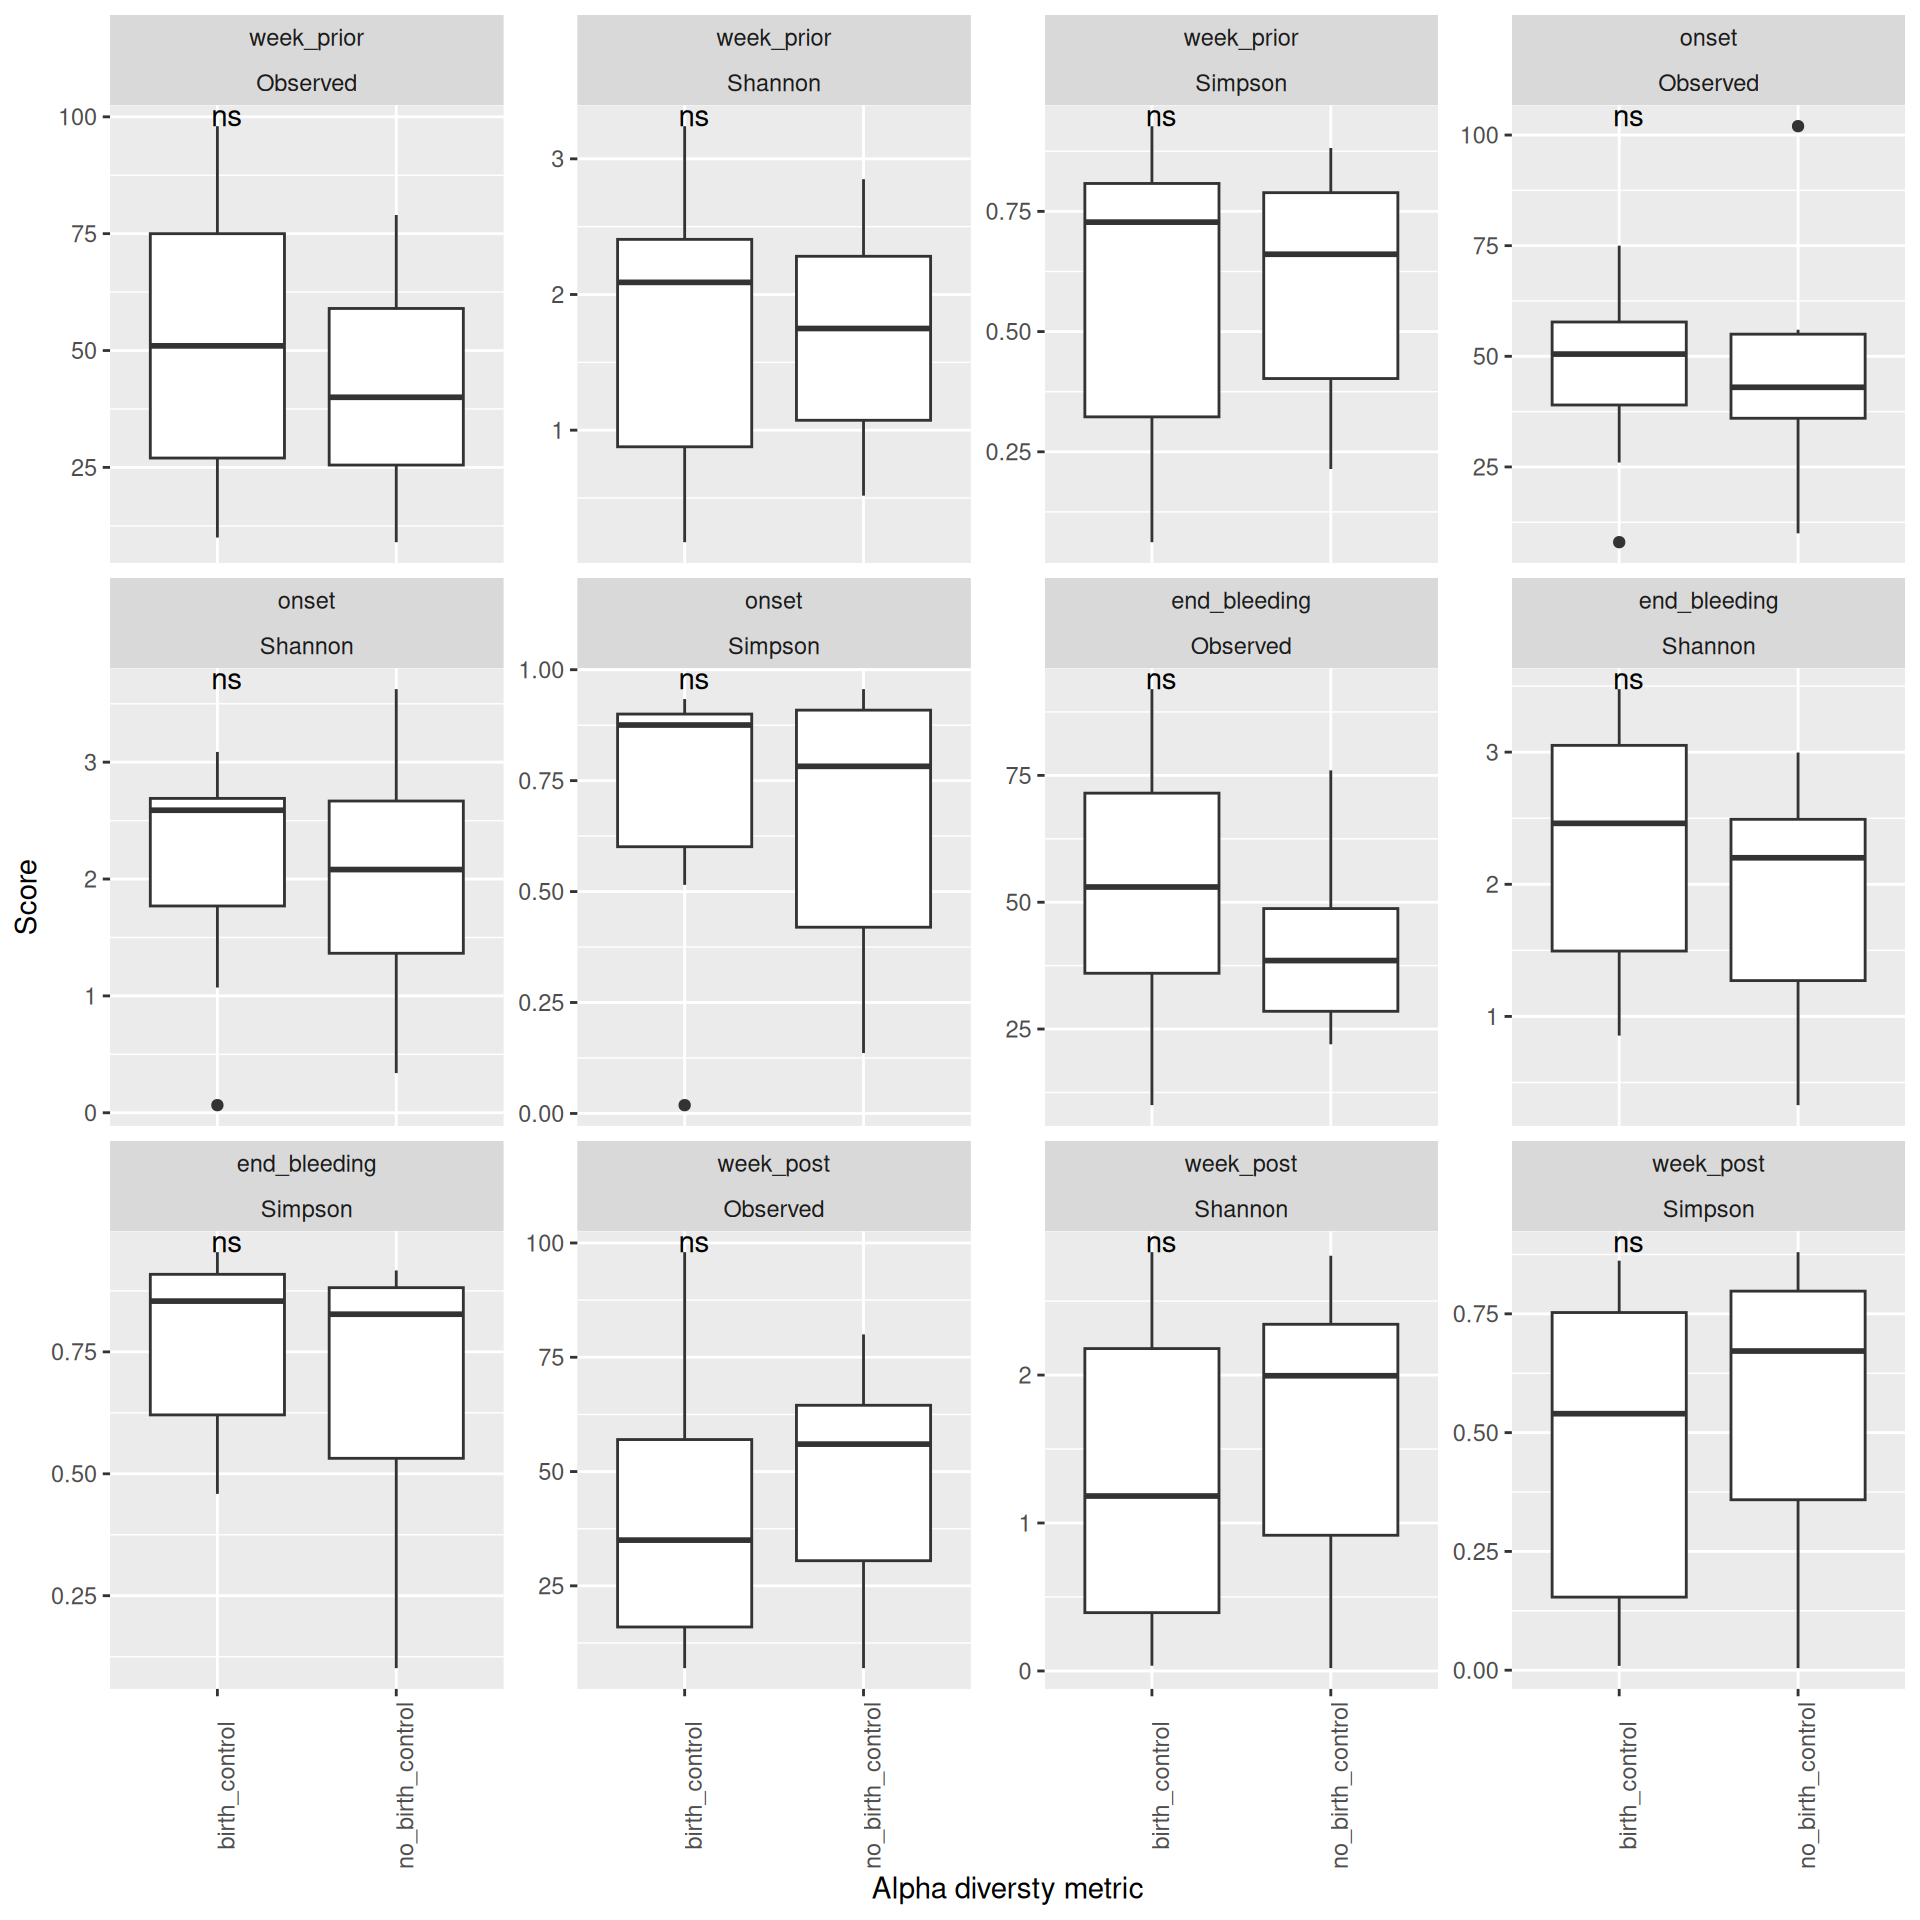 week_prior
Observed
week_prior
Shannon
week_prior
Simpson
onset
Observed
ns
ns
ns
ns
100
75
50
25
3
2
1
0.75
0.50
0.25
100
75
50
25
onset
Shannon
onset
Simpson
end_bleeding
Observed
end_bleeding
Shannon
ns
ns
ns
ns
3
2
1
0
1.00
0.75
0.50
0.25
0.00
75
50
25
3
2
1
Score
end_bleeding
Simpson
week_post
Observed
week_post
Shannon
week_post
Simpson
ns
ns
ns
ns
0.75
0.50
0.25
100
75
50
25
2
1
0
0.75
0.50
0.25
0.00
birth_control
no_birth_control
birth_control
no_birth_control
birth_control
no_birth_control
birth_control
no_birth_control
Alpha diversty metric